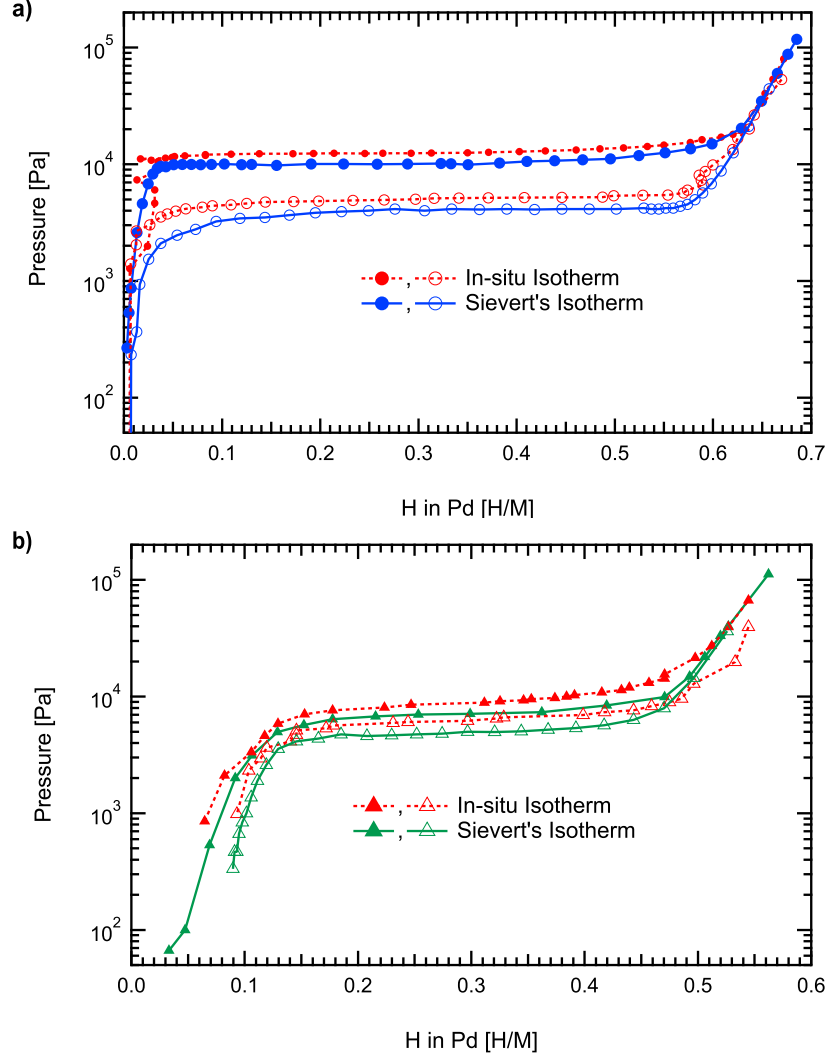 a)
10^5
10^4
10^3
10^2
Pressure [Pa]
, In-situ Isotherm
, Sievert's Isotherm
0.0 0.1 0.2 0.3 0.4 0.5 0.6 0.7
H in Pd [H/M]
b)
10^5
10^4
10^3
10^2
Pressure [Pa]
, In-situ Isotherm
, Sievert's Isotherm
0.0 0.1 0.2 0.3 0.4 0.5 0.6
H in Pd [H/M]